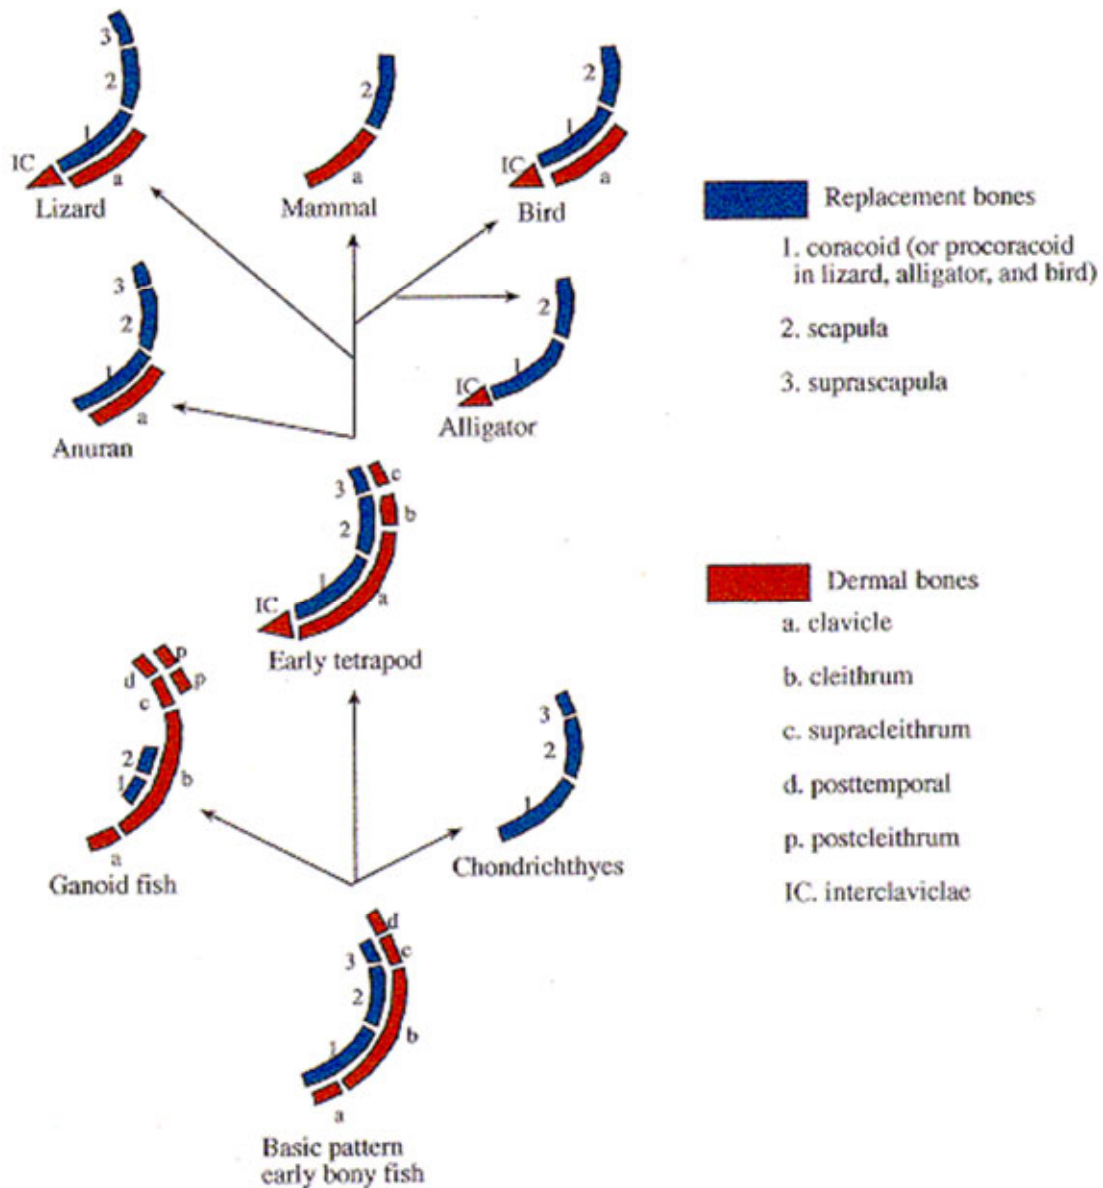 3
2
1
IC
a
Lizard
2
a
Mammal
2
1
IC
a
Bird
3
2
1
a
Anuran
2
1
IC
Alligator
3
c
b
2
1
a
IC
Early tetrapod
p
d
p
c
2
1
b
a
Ganoid fish
3
2
1
Chondrichthyes
d
c
3
2
b
1
a
Basic pattern
early bony fish
Replacement bones
1. coracoid (or procoracoid
in lizard, alligator, and bird)
2. scapula
3. suprascapula
Dermal bones
a. clavicle
b. cleithrum
c. supracleithrum
d. posttemporal
p. postcleithrum
IC. interclaviclae